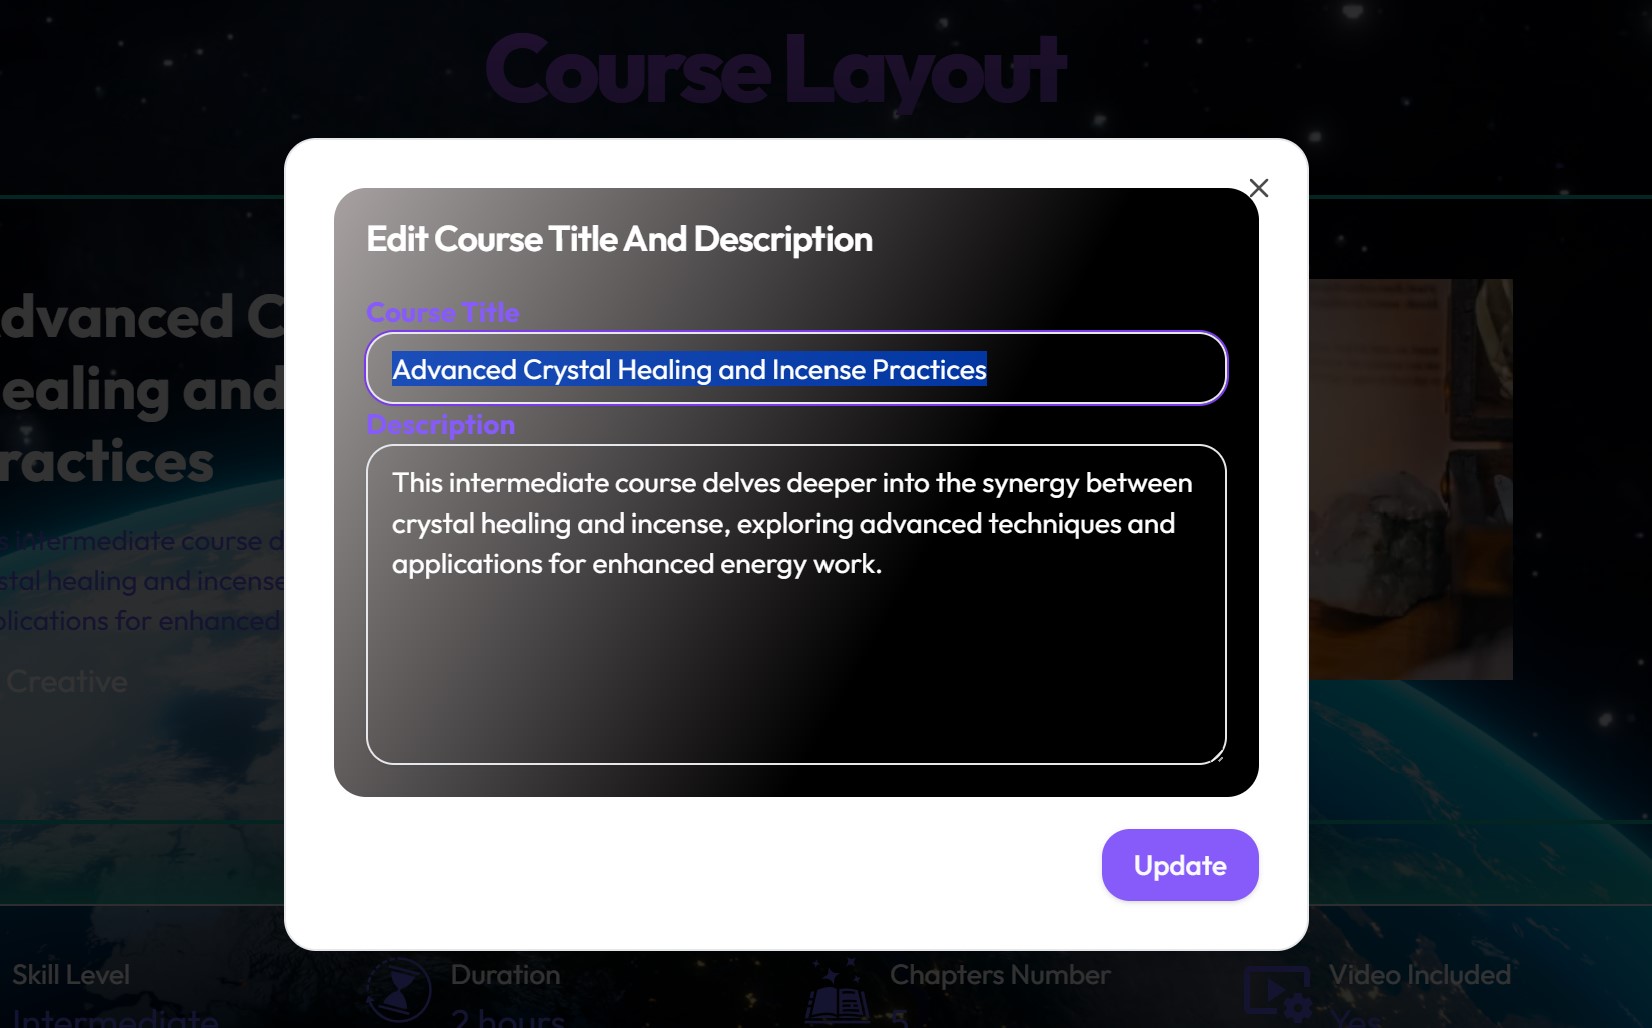 Course Layout
Edit Course Title And Description
Course Title
Advanced Crystal Healing and Incense Practices
Description
This intermediate course delves deeper into the synergy between
crystal healing and incense, exploring advanced techniques and
applications for enhanced energy work.
Update
dvanced C
ealing and
ractices
s intermediate course d
stal healing and incense
plications for enhanced
Creative
Skill Level
Intermediate
Duration
2 hours
Chapters Number
5
Video Included
Yes